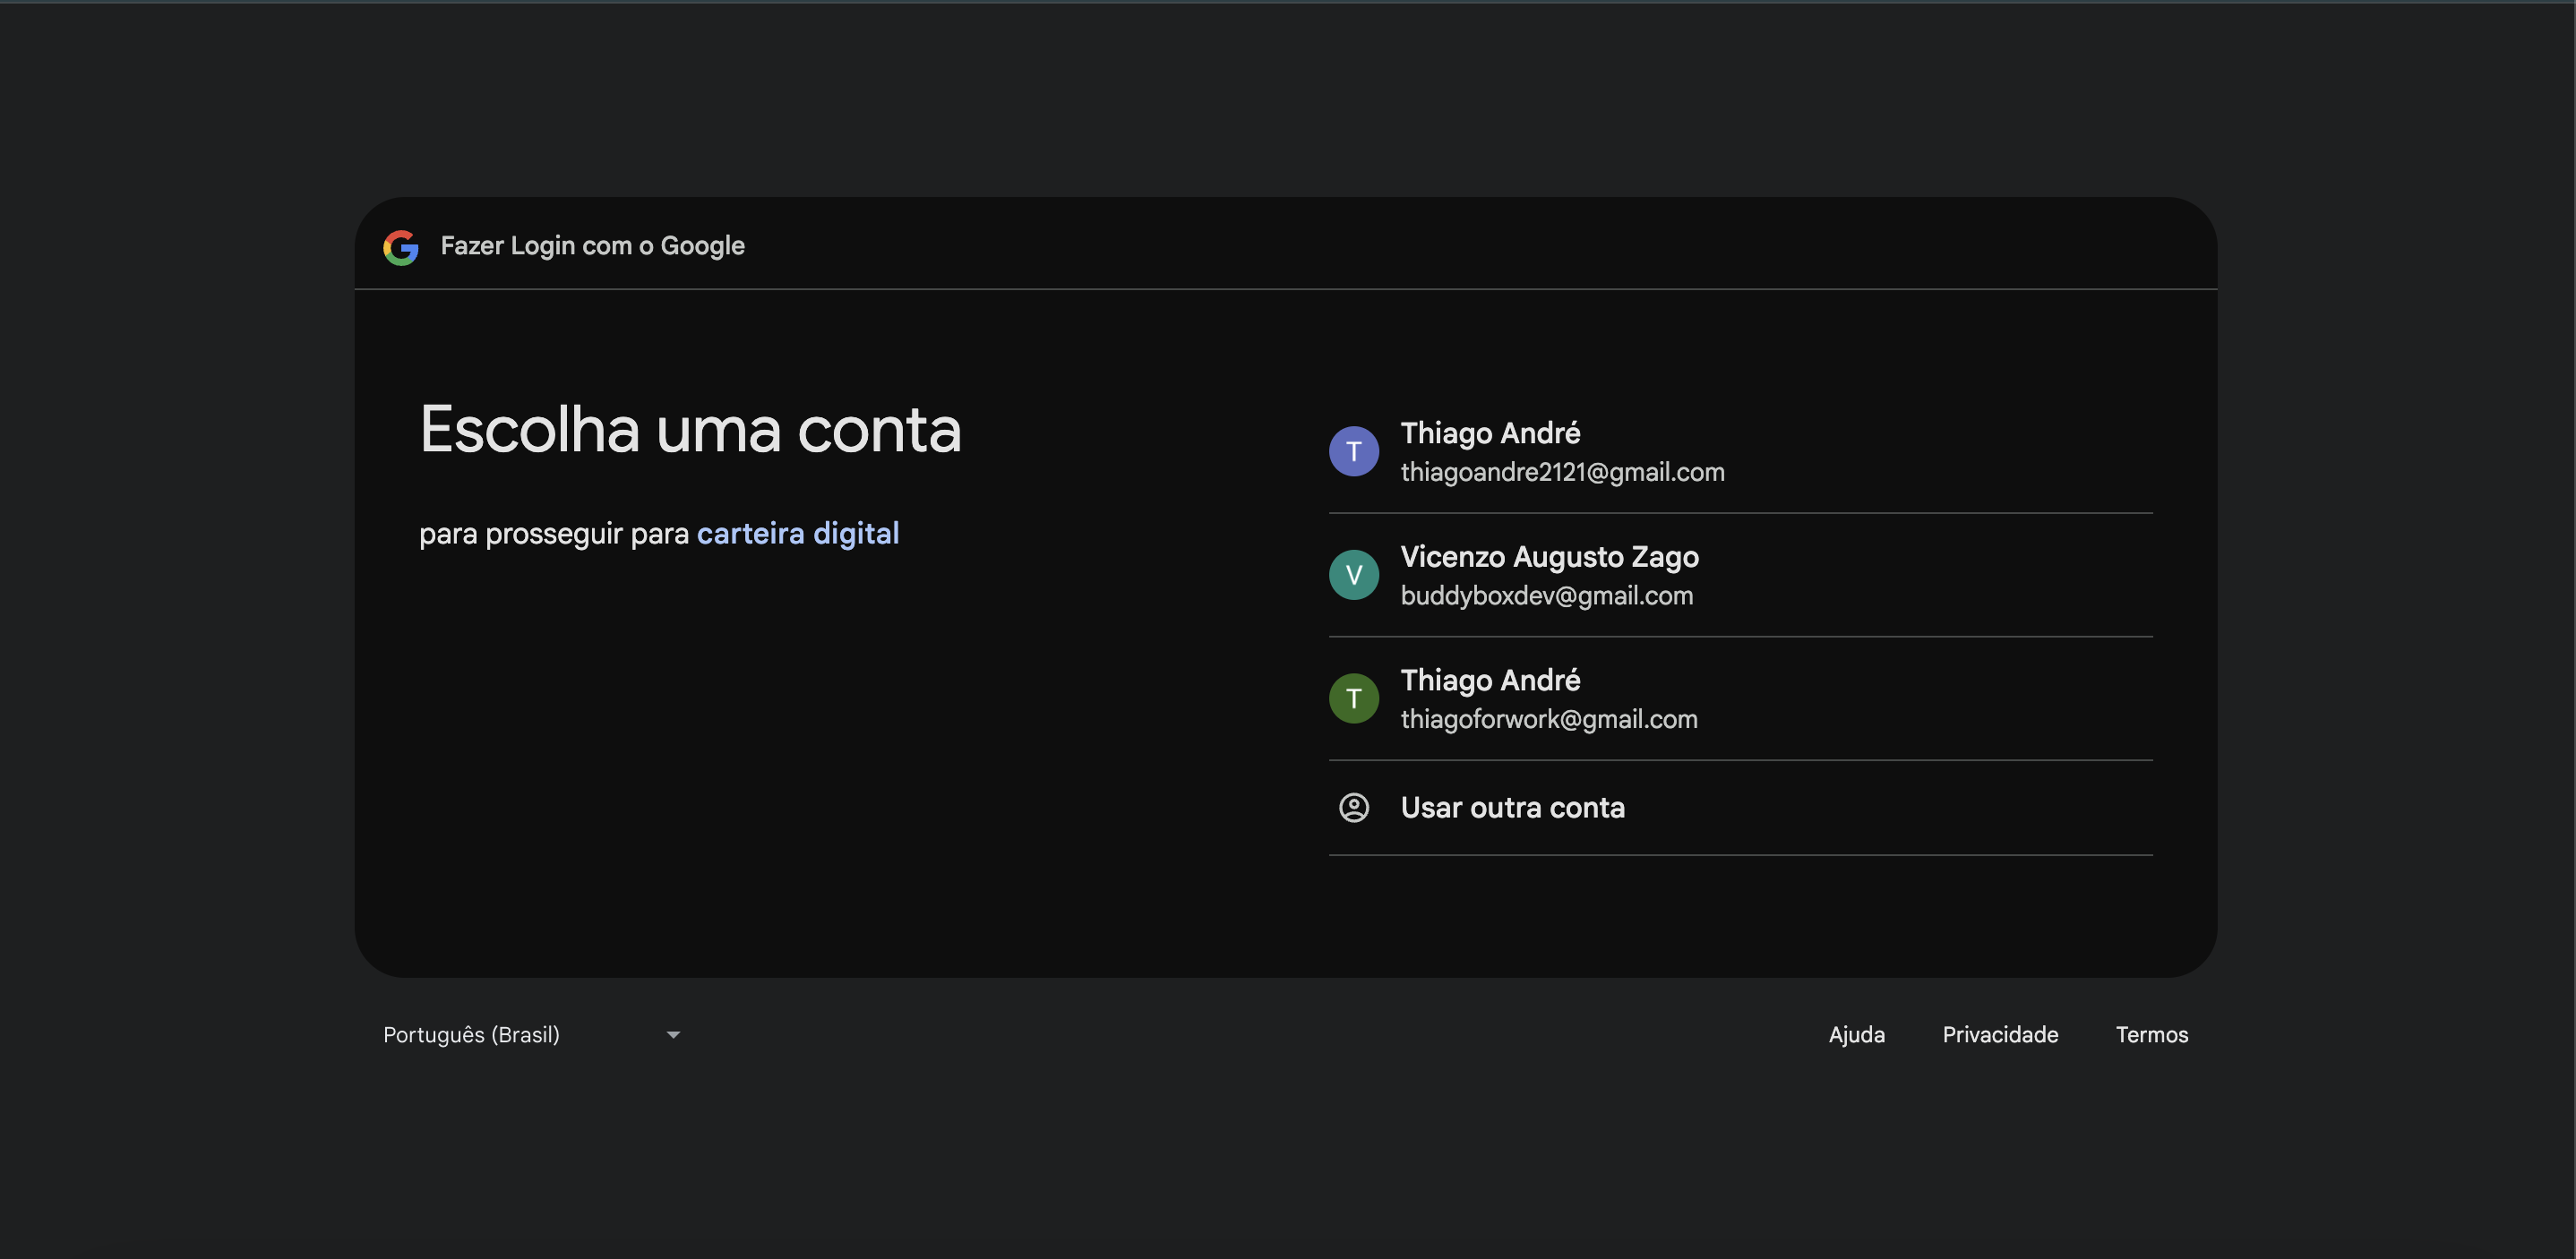 Fazer Login com o Google
Escolha uma conta
para prosseguir para carteira digital
T
Thiago André
thiagoandre2121@gmail.com
V
Vicenzo Augusto Zago
buddyboxdev@gmail.com
T
Thiago André
thiagoforwork@gmail.com
Usar outra conta
Português (Brasil)
Ajuda
Privacidade
Termos